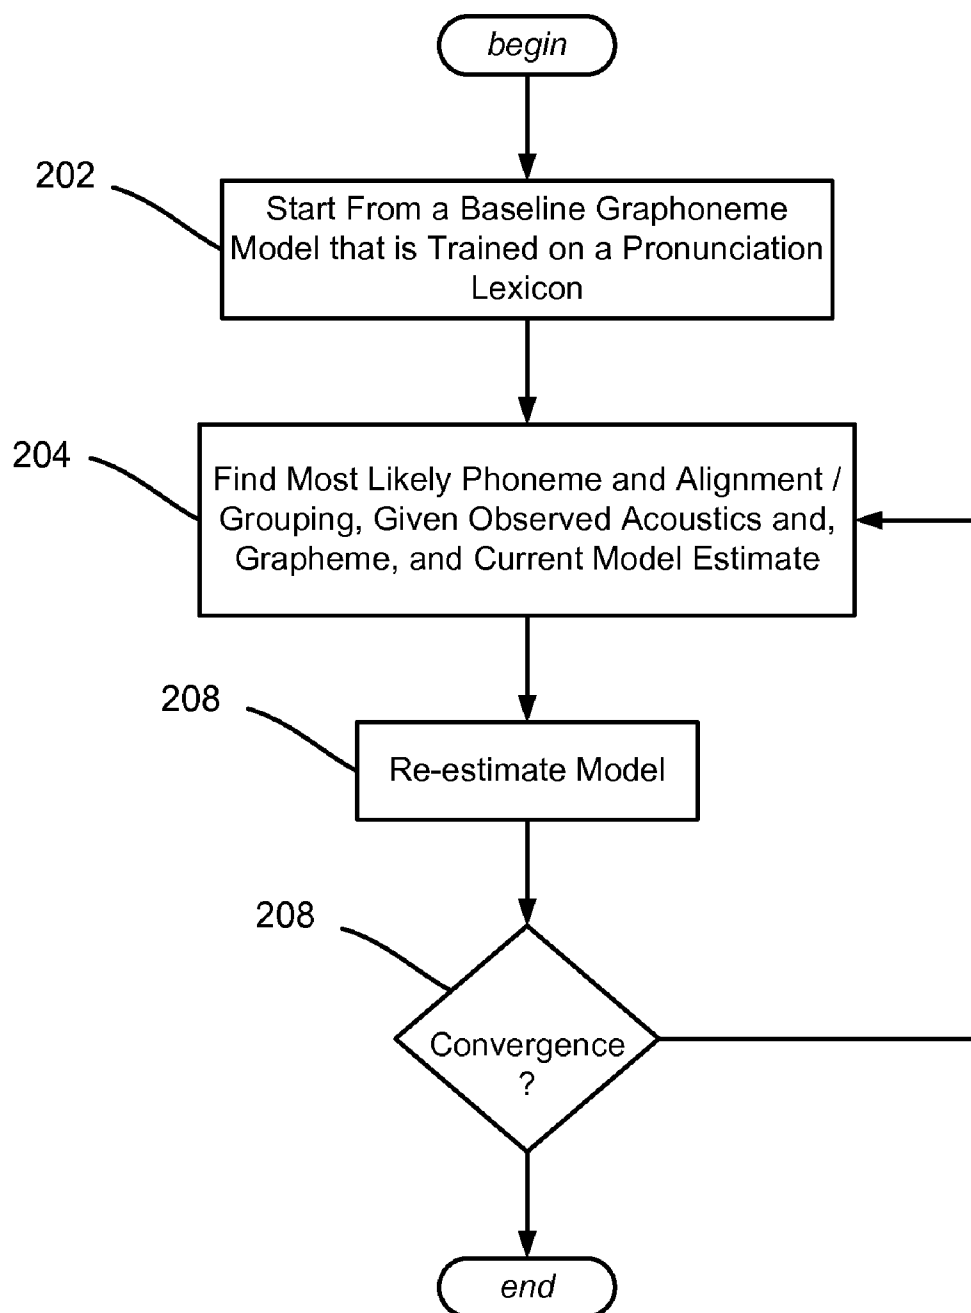 begin
202
Start From a Baseline Graphoneme
Model that is Trained on a Pronunciation
Lexicon
204
Find Most Likely Phoneme and Alignment /
Grouping, Given Observed Acoustics and,
Grapheme, and Current Model Estimate
208
Re-estimate Model
208
Convergence
?
end